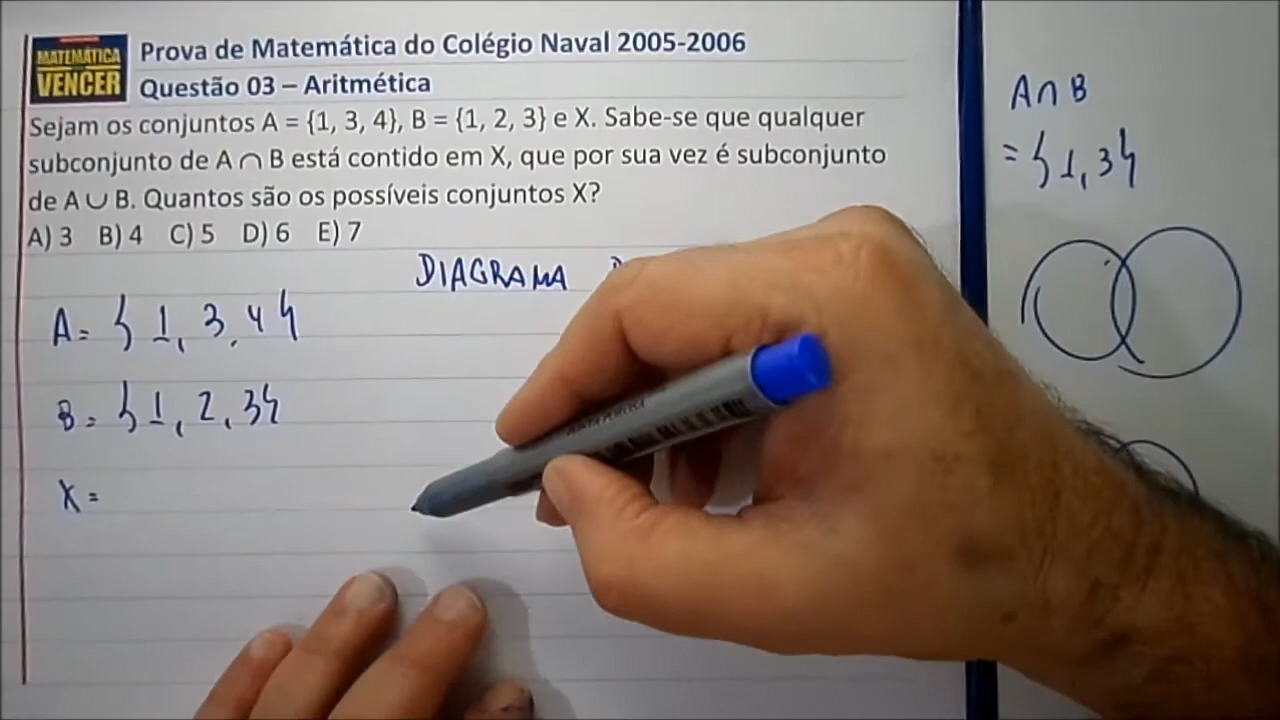 MATEMÁTICA
VENCER
Prova de Matemática do Colégio Naval 2005-2006
Questão 03 – Aritmética
Sejam os conjuntos A = {1, 3, 4}, B = {1, 2, 3} e X. Sabe-se que qualquer
subconjunto de A ∩ B está contido em X, que por sua vez é subconjunto
de A ∪ B. Quantos são os possíveis conjuntos X?
A) 3 B) 4 C) 5 D) 6 E) 7
DIAGRAMA
A = { 1, 3, 4 }
B = { 1, 2, 3 }
X =
A ∩ B
= { 1, 3 }